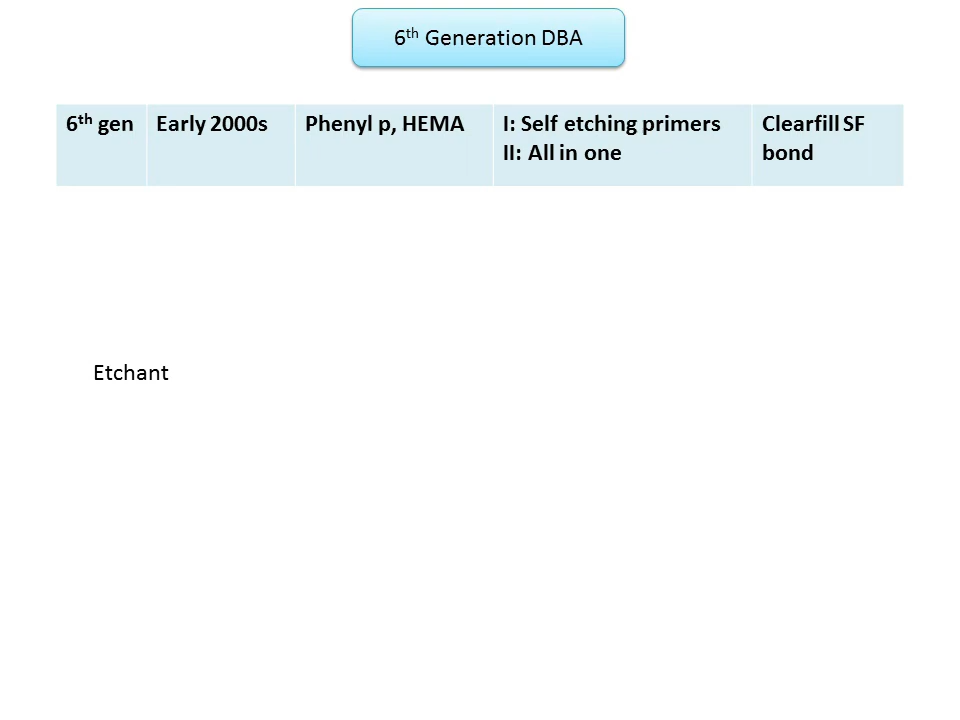 6th Generation DBA
6th gen Early 2000s Phenyl p, HEMA I: Self etching primers Clearfill SF
II: All in one bond
Etchant